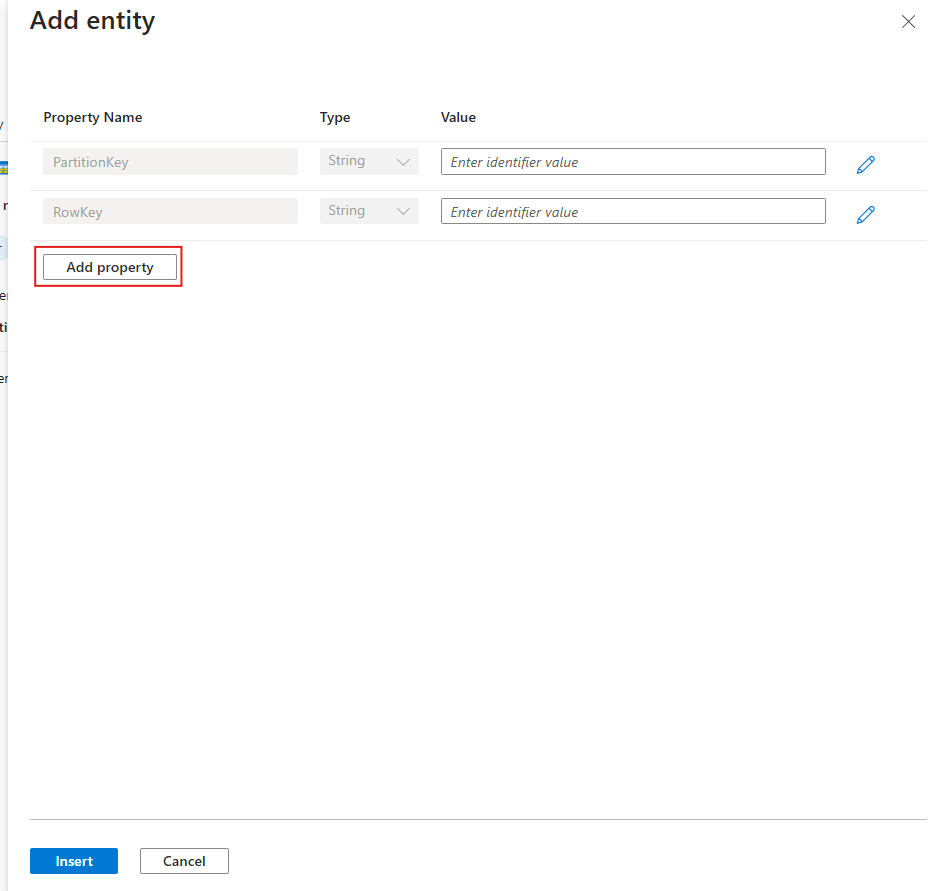 Add entity
Property Name Type Value
PartitionKey String Enter identifier value
RowKey String Enter identifier value
Add property
Insert Cancel